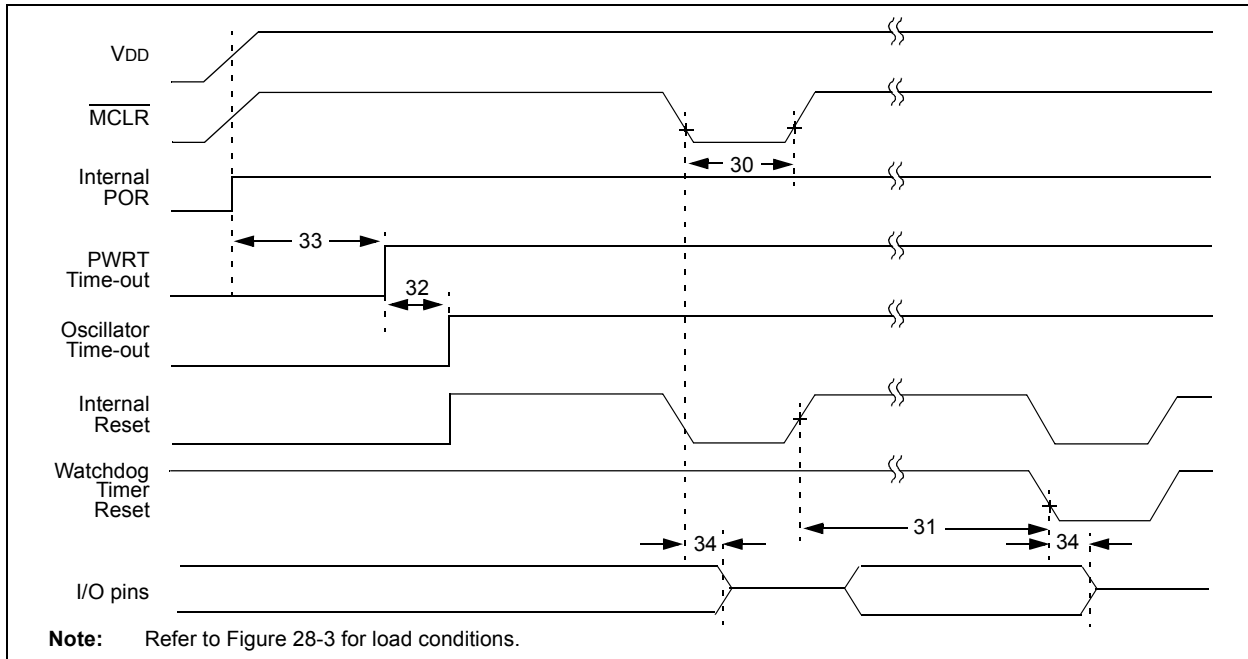 VDD
MCLR
30
Internal
POR
33
PWRT
Time-out
32
Oscillator
Time-out
Internal
Reset
Watchdog
Timer
Reset
31
34
34
I/O pins
Note: Refer to Figure 28-3 for load conditions.